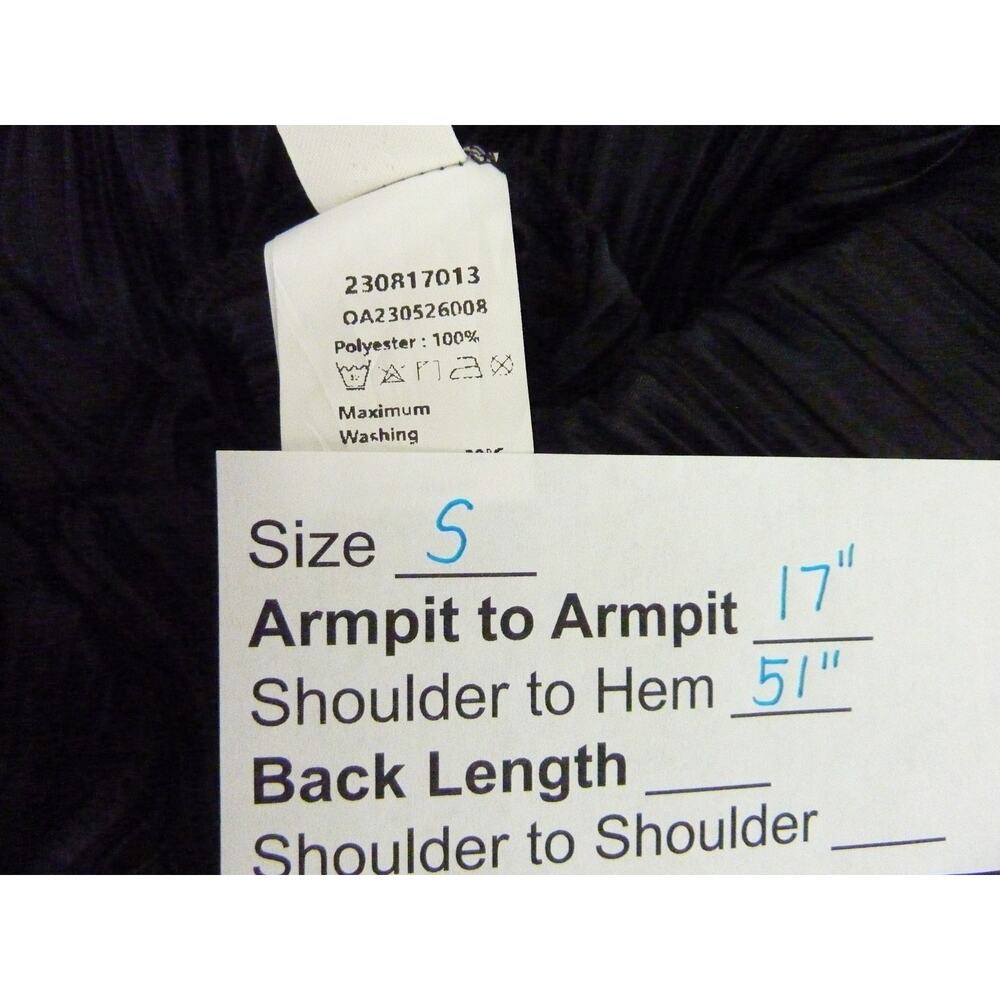 230817013
OA230526008
Polyester : 100%
Maximum
Washing
Size S
Armpit to Armpit 17"
Shoulder to Hem 51"
Back Length
Shoulder to Shoulder